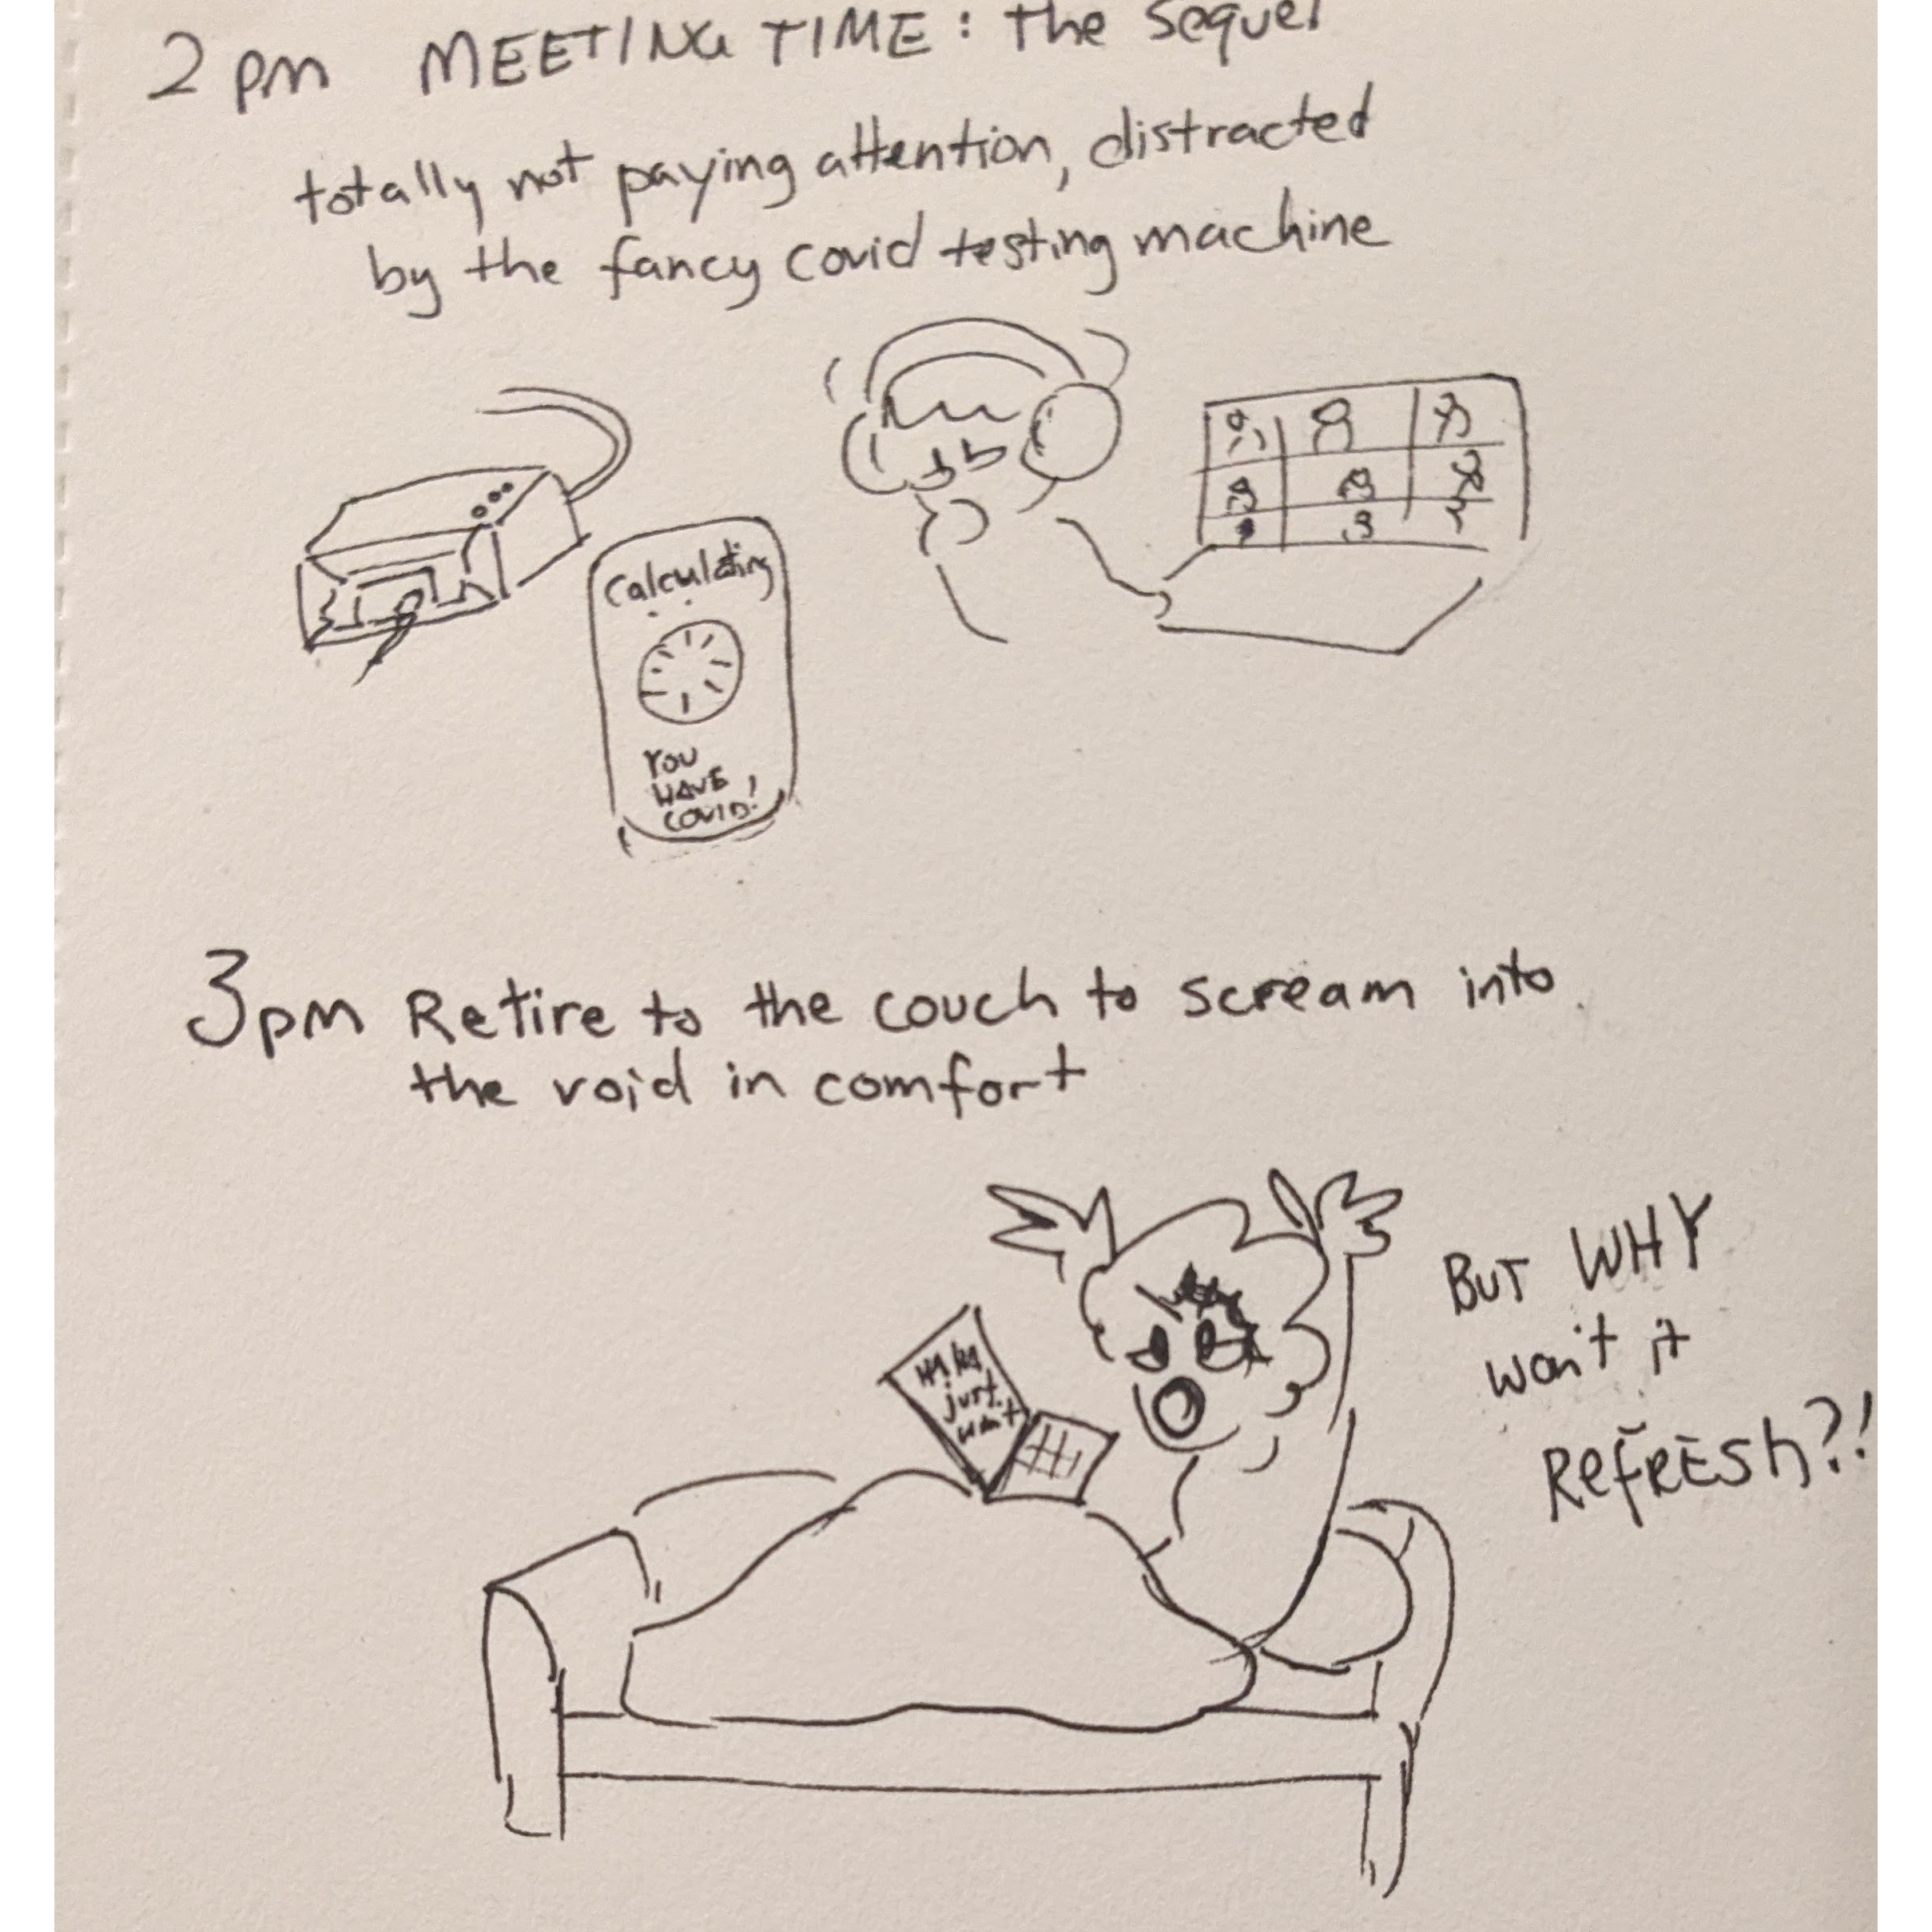 2 pm MEETING TIME: the sequel
totally not paying attention, distracted
by the fancy covid testing machine
Calculating
YOU
HAVE
COVID!
3pm Retire to the couch to scream into
the void in comfort
HA HA
just
wait
BUT WHY
won't it
REFRESh?!